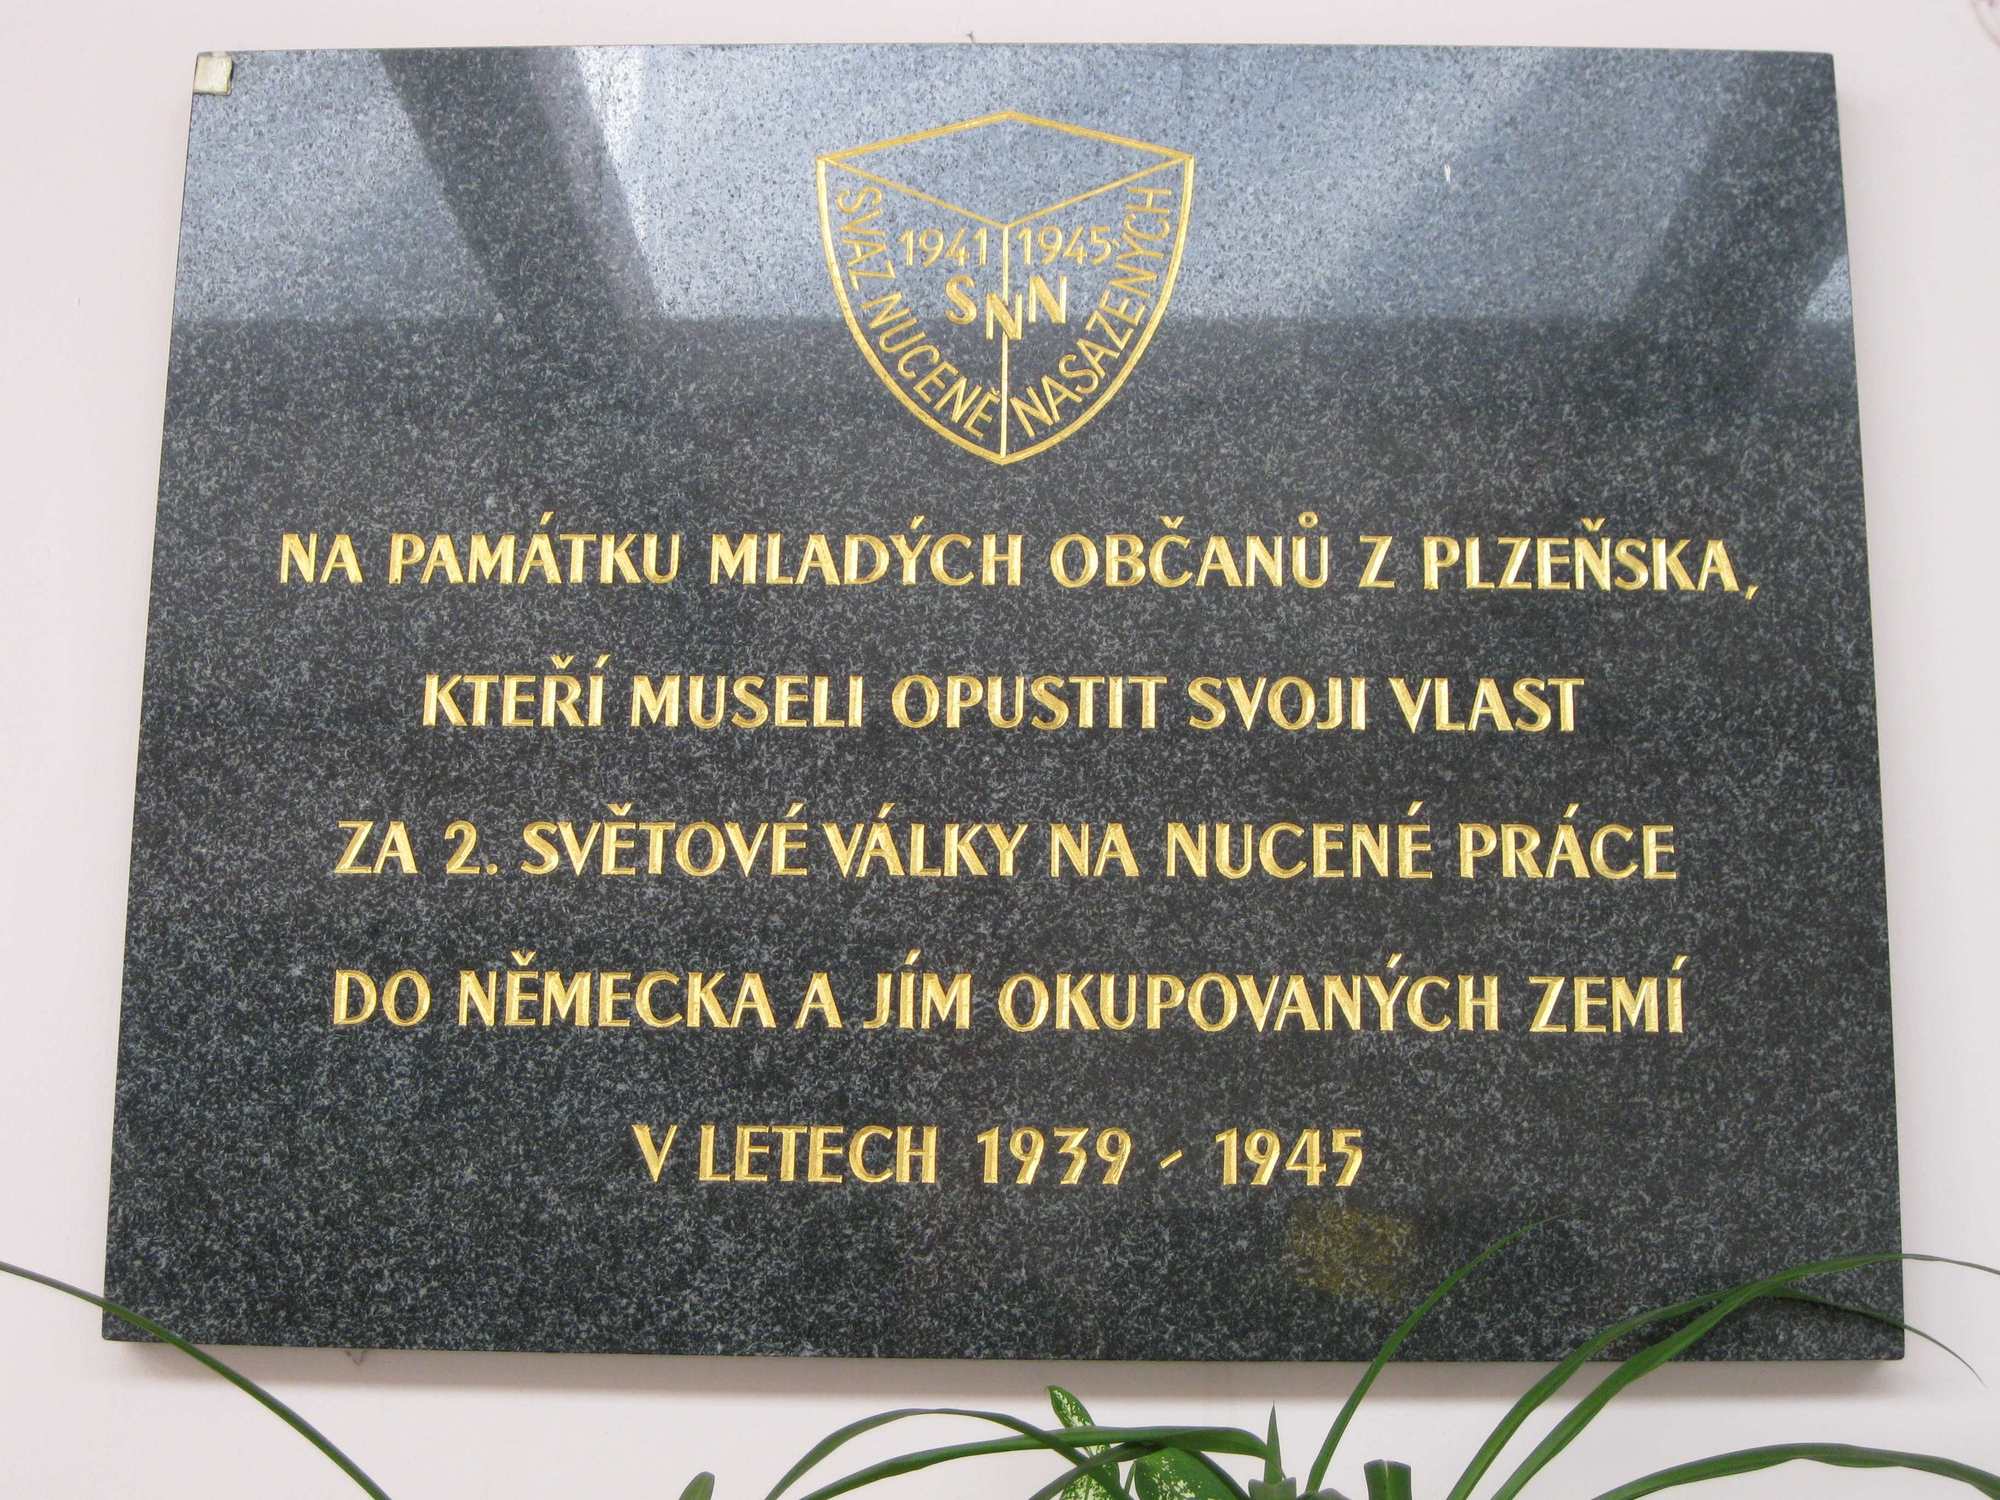 SVAZ NUCENĚ NASAZENÝCH
1941 1945
SNN
NA PAMÁTKU MLADÝCH OBČANŮ Z PLZEŇSKA,
KTEŘÍ MUSELI OPUSTIT SVOJI VLAST
ZA 2. SVĚTOVÉ VÁLKY NA NUCENÉ PRÁCE
DO NĚMECKA A JÍM OKUPOVANÝCH ZEMÍ
V LETECH 1939 - 1945